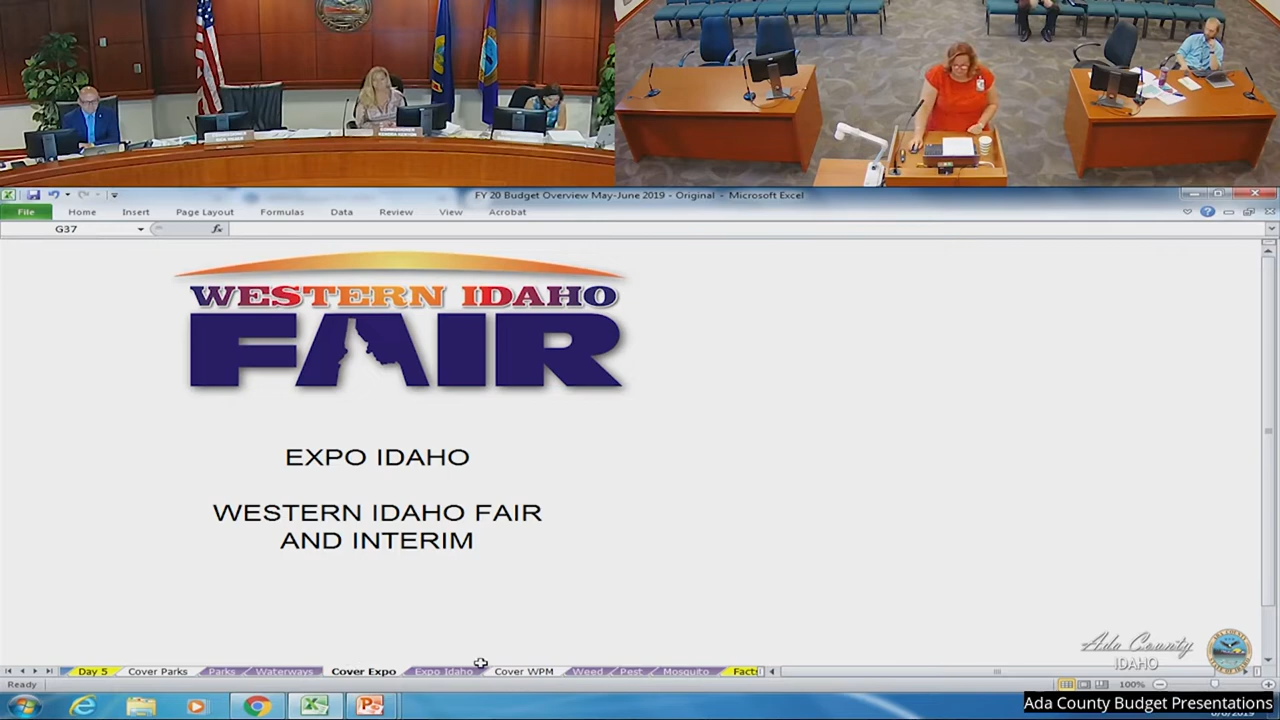 FY 20 Budget Overview May-June 2019 - Original - Microsoft Excel
File Home Insert Page Layout Formulas Data Review View Acrobat
G37 fx
WESTERN IDAHO
FAIR
EXPO IDAHO
WESTERN IDAHO FAIR
AND INTERIM
Ada County
IDAHO
Day 5 Cover Parks Parks Waterways Cover Expo Expo Idaho Cover WPM Weed Pest Mosquito Facts
Ready 100%
Ada County Budget Presentations